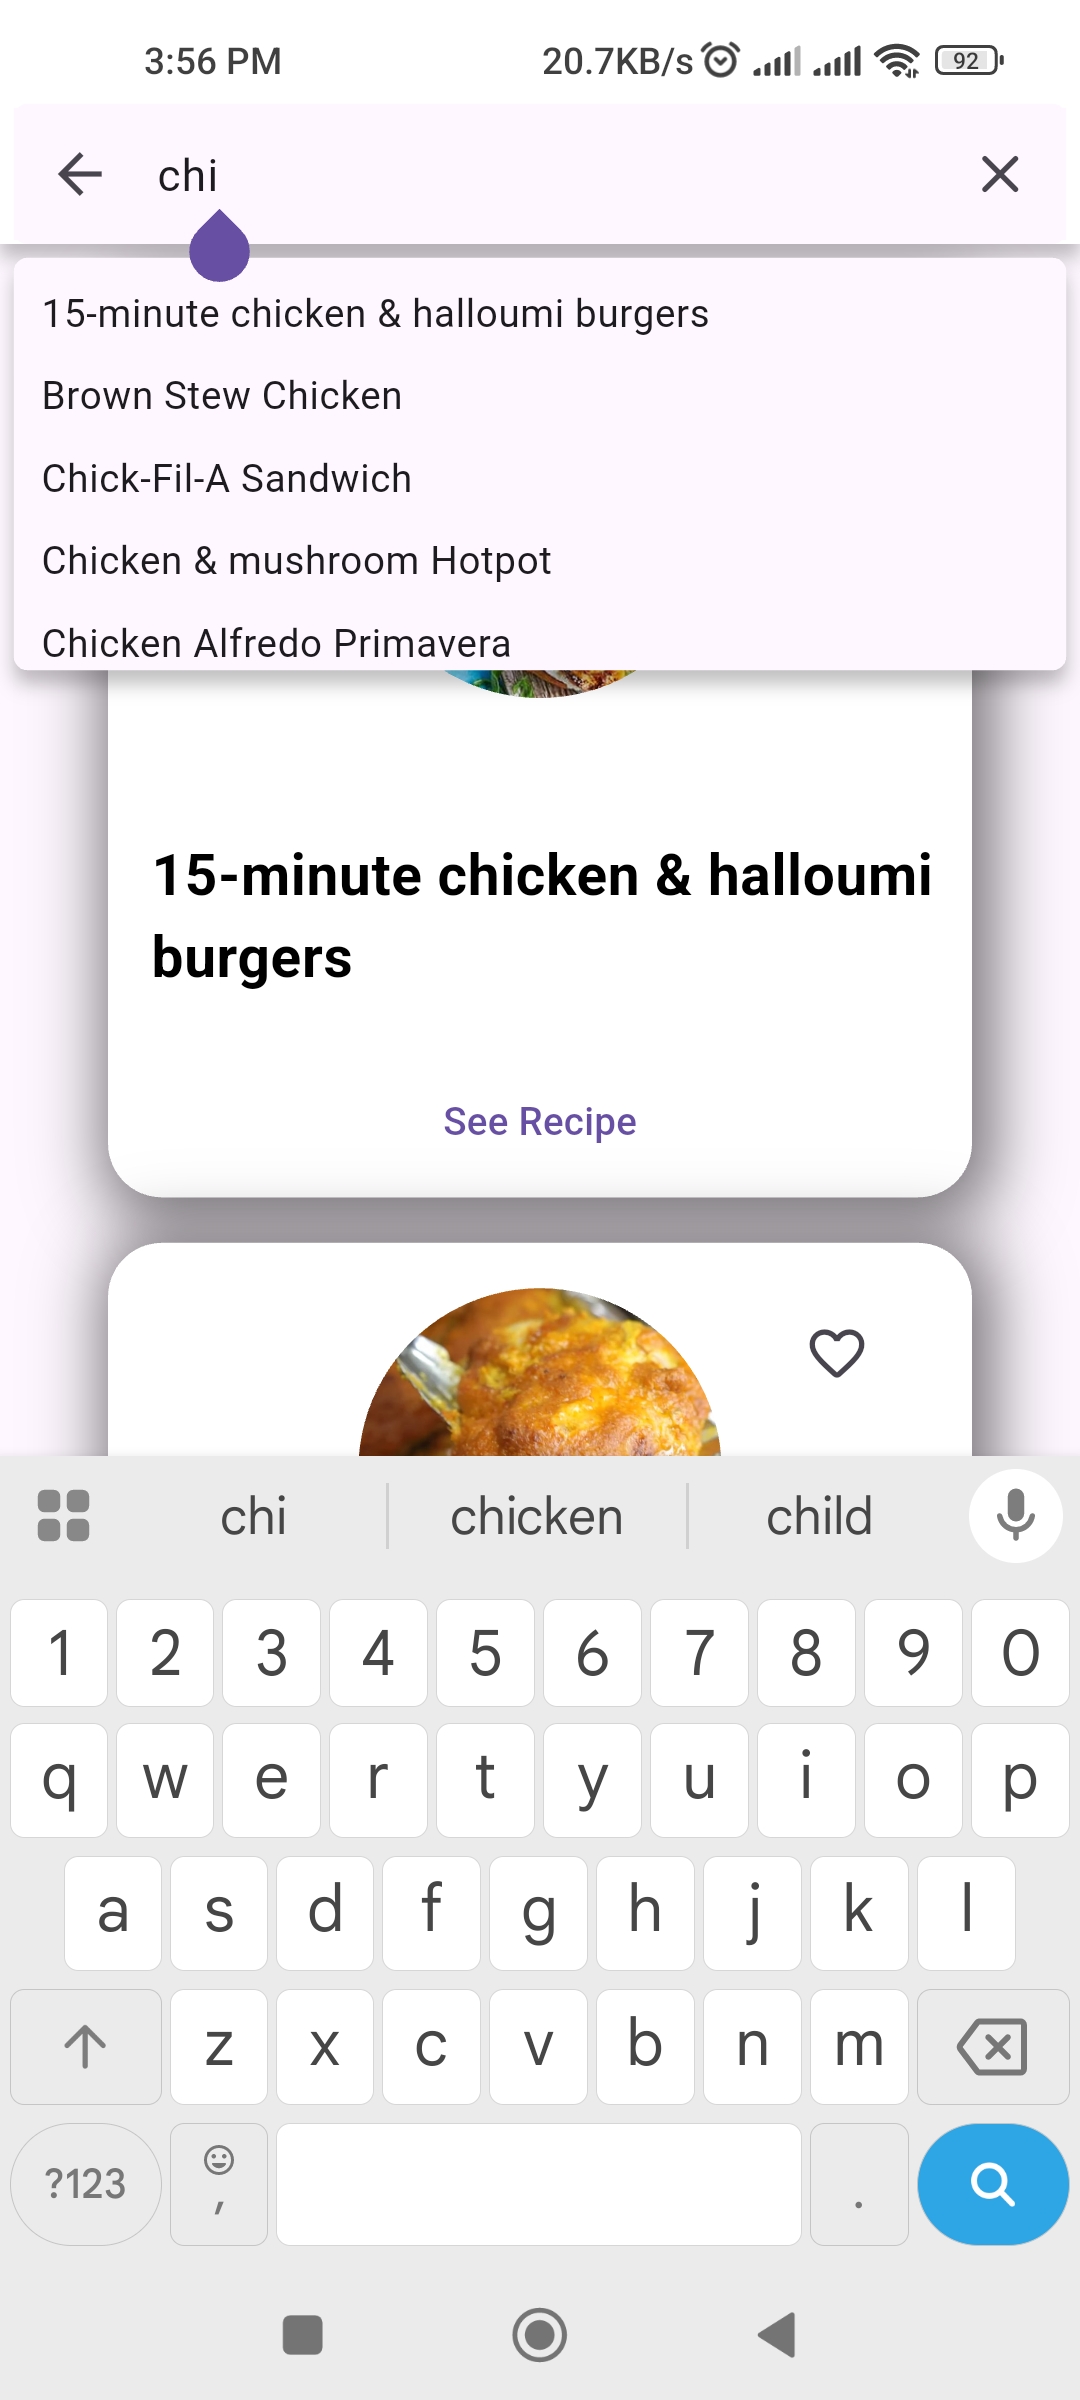 3:56 PM 20.7KB/s 92
chi
15-minute chicken & halloumi burgers
Brown Stew Chicken
Chick-Fil-A Sandwich
Chicken & mushroom Hotpot
Chicken Alfredo Primavera
15-minute chicken & halloumi
burgers
See Recipe
chi chicken child
1 2 3 4 5 6 7 8 9 0
q w e r t y u i o p
a s d f g h j k l
z x c v b n m
?123 , .